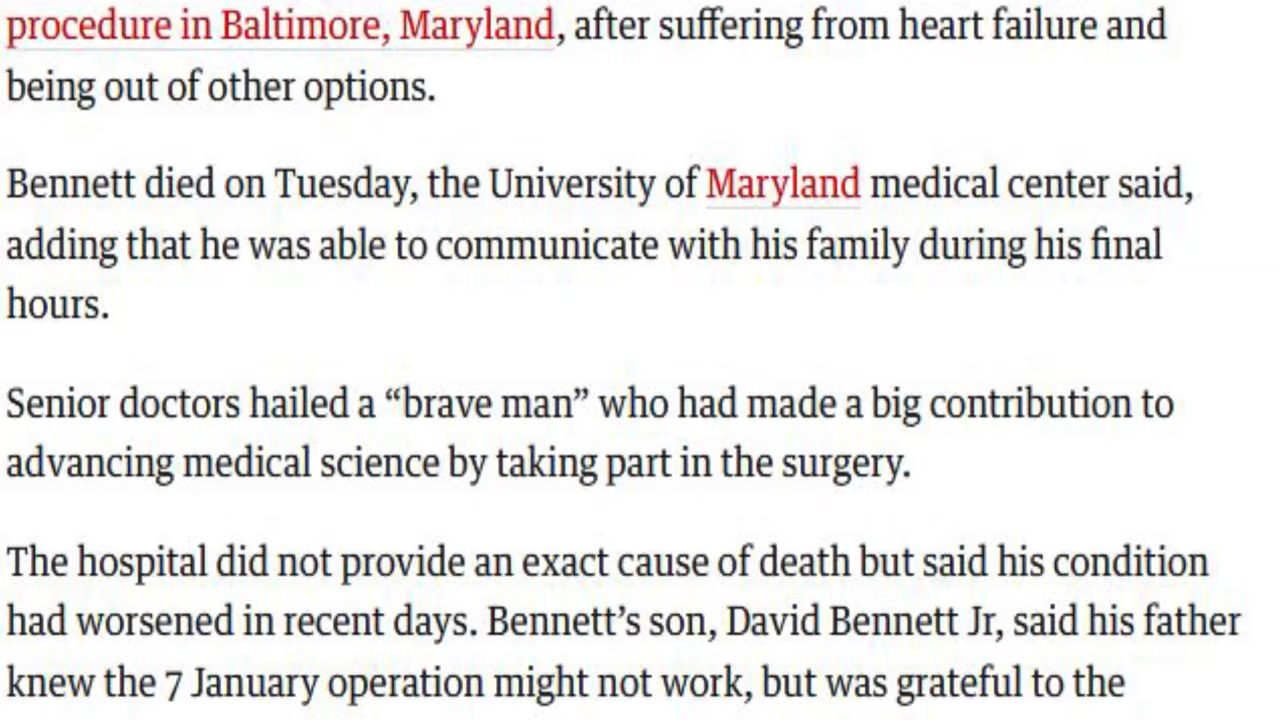 procedure in Baltimore, Maryland, after suffering from heart failure and
being out of other options.
Bennett died on Tuesday, the University of Maryland medical center said,
adding that he was able to communicate with his family during his final
hours.
Senior doctors hailed a “brave man” who had made a big contribution to
advancing medical science by taking part in the surgery.
The hospital did not provide an exact cause of death but said his condition
had worsened in recent days. Bennett’s son, David Bennett Jr, said his father
knew the 7 January operation might not work, but was grateful to the